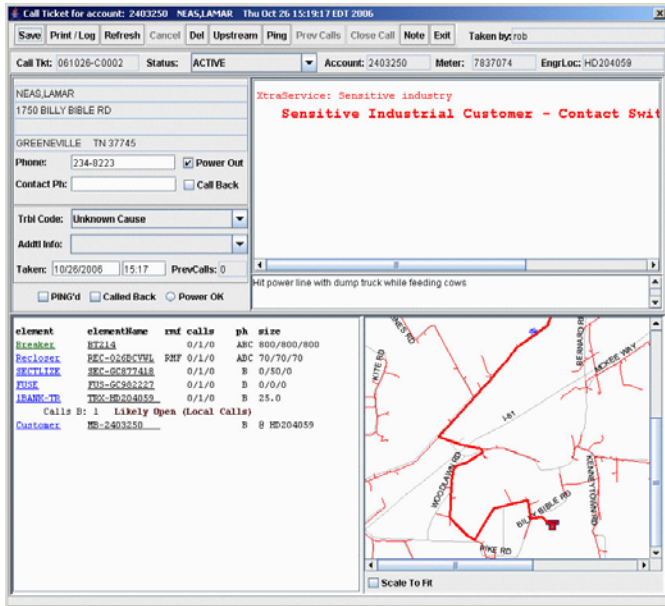 Call Ticket for account: 2403250 NEAS,LAMAR Thu Oct 26 15:19:17 EDT 2006
Save Print / Log Refresh Cancel Del Upstream Ping Prev Calls Close Call Note Exit Taken by: rob
Call Tkt: 061026-C0002 Status: ACTIVE Account: 2403250 Meter: 7837074 EngrLoc: HD204059
NEAS,LAMAR
1750 BILLY BIBLE RD
GREENEVILLE TN 37745
Phone: 234-8223 Power Out
Contact Ph: Call Back
Trbl Code: Unknown Cause
Addtl Info:
Taken: 10/26/2006 15:17 PrevCalls: 0
PING'd Called Back Power OK
XtraService: Sensitive industry
Sensitive Industrial Customer - Contact Swit
Hit power line with dump truck while feeding cows
element elementName rmf calls ph size
Breaker BT214 0/1/0 ABC 800/800/800
Recloser REC-026DCVWL RMF 0/1/0 ABC 70/70/70
SECTLIZE SEC-GC877418 0/1/0 B 0/50/0
FUSE FUS-GC982227 0/1/0 B 0/0/0
1BANK-TR TRX-HD204059 0/1/0 B 25.0
Calls B: 1 Likely Open (Local Calls)
Customer MB-2403250 B @ HD204059
KITE RD
BERNARD RD
MCKEE WAY
I-81
WOODLAWN RD
KENNEYTOWN RD
BILLY BIBLE RD
PIKE RD
Scale To Fit